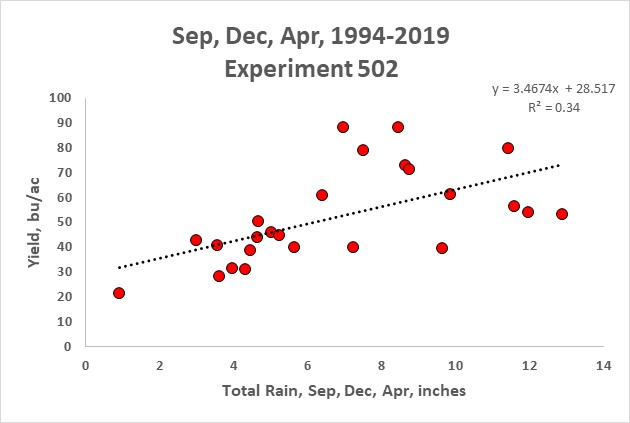 Sep, Dec, Apr, 1994-2019
Experiment 502
y = 3.4674x + 28.517
R² = 0.34
100
90
80
70
60
50
40
30
20
10
0
Yield, bu/ac
0 2 4 6 8 10 12 14
Total Rain, Sep, Dec, Apr, inches